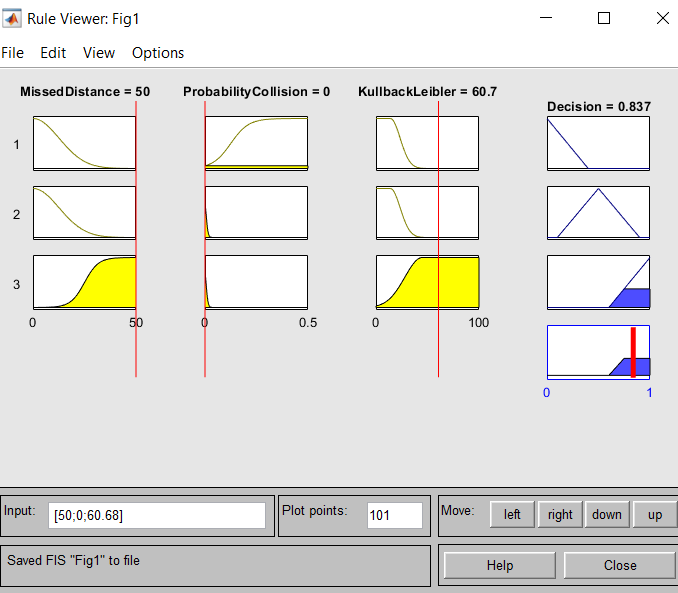 Rule Viewer: Fig1
File Edit View Options
MissedDistance = 50 ProbabilityCollision = 0 KullbackLeibler = 60.7
Decision = 0.837
1
2
3
0 50 0 0.5 0 100
0 1
Input: [50;0;60.68] Plot points: 101 Move: left right down up
Saved FIS "Fig1" to file Help Close